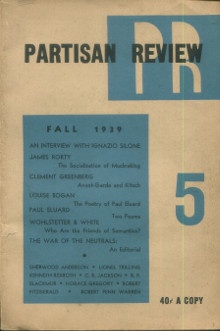 PR
PARTISAN REVIEW
FALL 1939
AN INTERVIEW WITH IGNAZIO SILONE
JAMES RORTY
The Socialization of Muckraking
CLEMENT GREENBERG
Avant-Garde and Kitsch
LOUISE BOGAN
The Poetry of Paul Eluard
PAUL ELUARD
Two Poems
WOHLSTETTER & WHITE
Who Are the Friends of Semantics?
THE WAR OF THE NEUTRALS:
An Editorial
SHERWOOD ANDERSON • LIONEL TRILLING
KENNETH REXROTH • C. R. JACKSON • R. P.
BLACKMUR • HORACE GREGORY • ROBERT
FITZGERALD • ROBERT PENN WARREN
5
40c A COPY